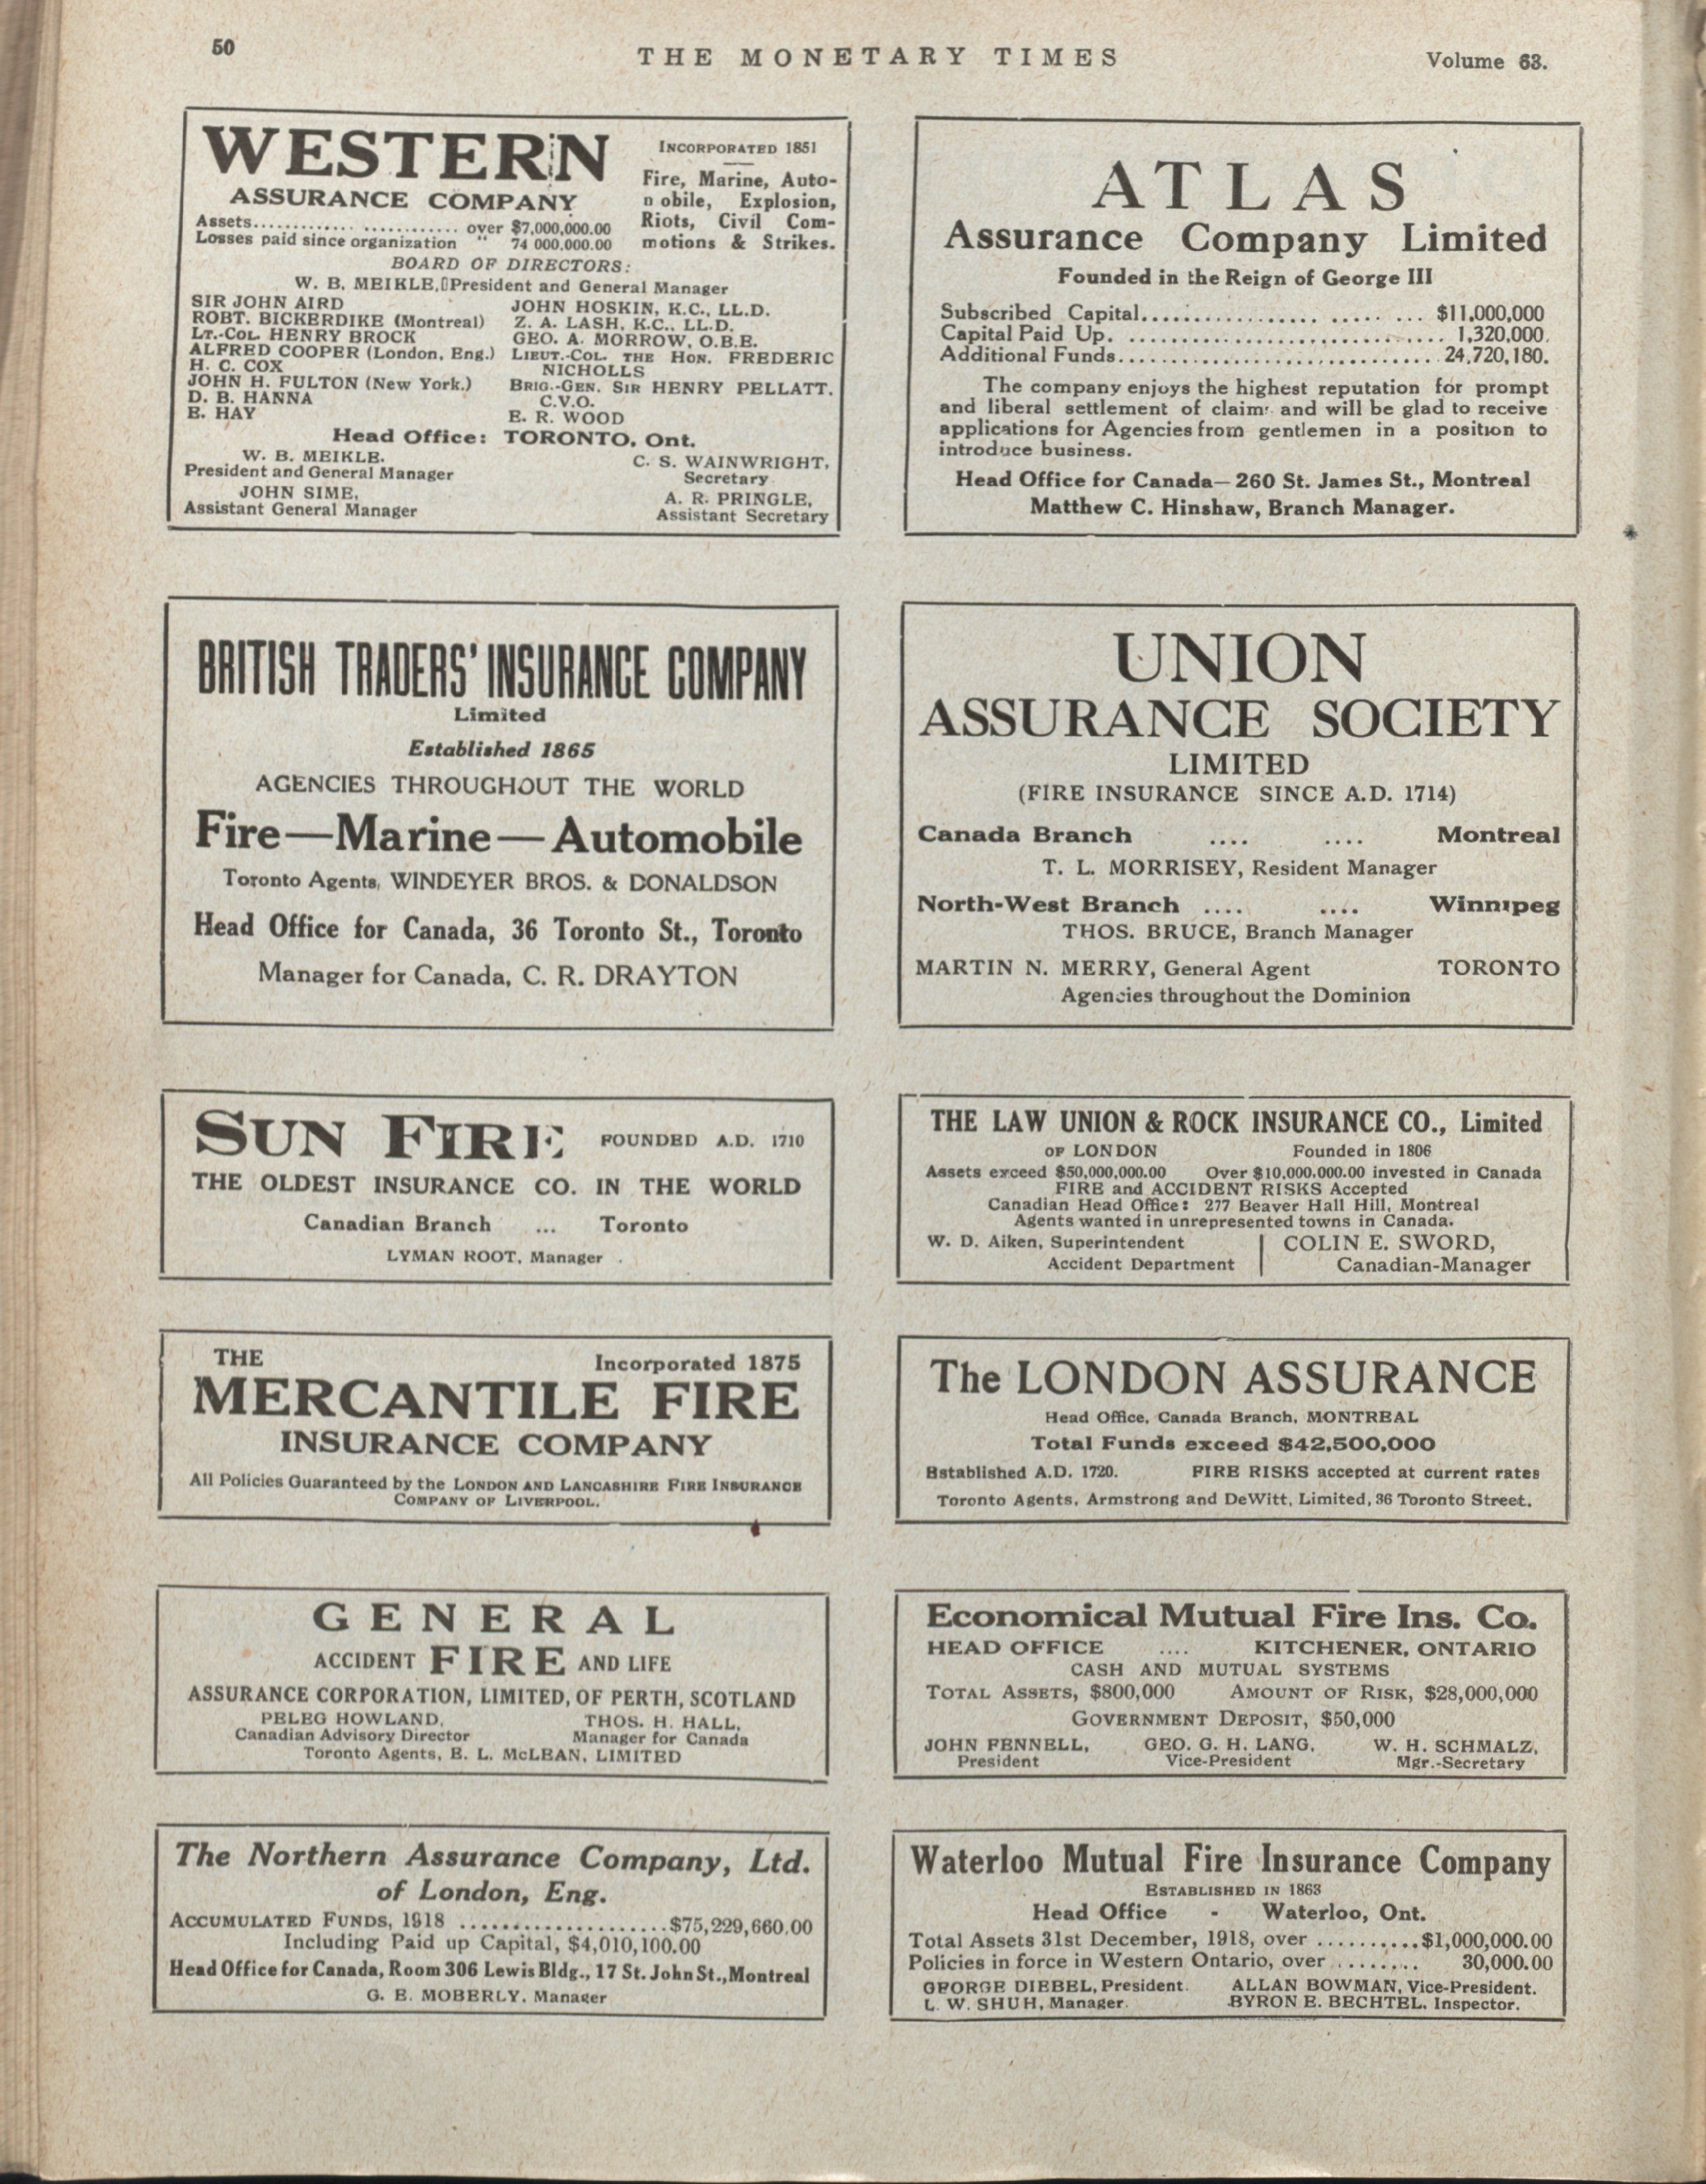 50
THE MONETARY TIMES
Volume 63.
WESTERN
ASSURANCE COMPANY
INCORPORATED 1851
Fire, Marine, Auto-
n obile, Explosion,
Riots, Civil Com-
motions & Strikes.
Assets............. ............ over $7,000,000.00
Losses paid since organization " 74 000.000.00
BOARD OF DIRECTORS:
W. B. MEIKLE, President and General Manager
SIR JOHN AIRD
ROBT. BICKERDIKE (Montreal)
LT.-COL. HENRY BROCK
ALFRED COOPER (London, Eng.)
H. C. COX
JOHN H. FULTON (New York.)
D. B. HANNA
E. HAY
JOHN HOSKIN, K.C., LL.D.
Z. A. LASH, K.C., LL.D.
GEO. A. MORROW, O.B.E.
LIEUT.-COL. THE HON. FREDERIC
NICHOLLS
BRIG.-GEN. SIR HENRY PELLATT.
C.V.O.
E. R. WOOD
Head Office: TORONTO, Ont.
W. B. MEIKLE.
President and General Manager
JOHN SIME,
Assistant General Manager
C. S. WAINWRIGHT,
Secretary
A. R. PRINGLE,
Assistant Secretary
ATLAS
Assurance Company Limited
Founded in the Reign of George III
Subscribed Capital................. ...... ... $11,000,000
Capital Paid Up. ............................... 1,320,000.
Additional Funds............................... 24,720,180.
The company enjoys the highest reputation for prompt
and liberal settlement of claims and will be glad to receive
applications for Agencies from gentlemen in a position to
introduce business.
Head Office for Canada—260 St. James St., Montreal
Matthew C. Hinshaw, Branch Manager.
BRITISH TRADERS' INSURANCE COMPANY
Limited
Established 1865
AGENCIES THROUGHOUT THE WORLD
Fire—Marine—Automobile
Toronto Agents, WINDEYER BROS. & DONALDSON
Head Office for Canada, 36 Toronto St., Toronto
Manager for Canada, C. R. DRAYTON
UNION
ASSURANCE SOCIETY
LIMITED
(FIRE INSURANCE SINCE A.D. 1714)
Canada Branch .... .... Montreal
T. L. MORRISEY, Resident Manager
North-West Branch .... .... Winnipeg
THOS. BRUCE, Branch Manager
MARTIN N. MERRY, General Agent TORONTO
Agencies throughout the Dominion
SUN FIRE FOUNDED A.D. 1710
THE OLDEST INSURANCE CO. IN THE WORLD
Canadian Branch ... Toronto
LYMAN ROOT, Manager
THE LAW UNION & ROCK INSURANCE CO., Limited
OF LONDON Founded in 1806
Assets exceed $50,000,000.00 Over $10,000,000.00 invested in Canada
FIRE and ACCIDENT RISKS Accepted
Canadian Head Office: 277 Beaver Hall Hill, Montreal
Agents wanted in unrepresented towns in Canada.
W. D. Aiken, Superintendent
Accident Department
COLIN E. SWORD,
Canadian-Manager
THE Incorporated 1875
MERCANTILE FIRE
INSURANCE COMPANY
All Policies Guaranteed by the LONDON AND LANCASHIRE FIRE INSURANCE
COMPANY OF LIVERPOOL.
The LONDON ASSURANCE
Head Office, Canada Branch, MONTREAL
Total Funds exceed $42,500,000
Established A.D. 1720. FIRE RISKS accepted at current rates
Toronto Agents, Armstrong and DeWitt, Limited, 36 Toronto Street.
GENERAL
ACCIDENT FIRE AND LIFE
ASSURANCE CORPORATION, LIMITED, OF PERTH, SCOTLAND
PELEG HOWLAND,
Canadian Advisory Director
THOS. H. HALL,
Manager for Canada
Toronto Agents, E. L. McLEAN, LIMITED
Economical Mutual Fire Ins. Co.
HEAD OFFICE .... KITCHENER, ONTARIO
CASH AND MUTUAL SYSTEMS
TOTAL ASSETS, $800,000 AMOUNT OF RISK, $28,000,000
GOVERNMENT DEPOSIT, $50,000
JOHN FENNELL, GEO. G. H. LANG, W. H. SCHMALZ,
President Vice-President Mgr.-Secretary
The Northern Assurance Company, Ltd.
of London, Eng.
ACCUMULATED FUNDS, 1918 .....................$75,229,660.00
Including Paid up Capital, $4,010,100.00
Head Office for Canada, Room 306 Lewis Bldg., 17 St. John St., Montreal
G. E. MOBERLY, Manager
Waterloo Mutual Fire Insurance Company
ESTABLISHED IN 1863
Head Office - Waterloo, Ont.
Total Assets 31st December, 1918, over ..........$1,000,000.00
Policies in force in Western Ontario, over ........ 30,000.00
GEORGE DIEBEL, President. ALLAN BOWMAN, Vice-President.
L. W. SHUH, Manager. BYRON E. BECHTEL, Inspector.